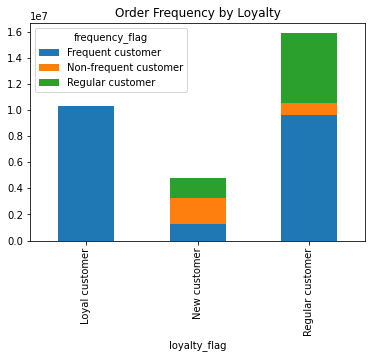 Order Frequency by Loyalty
1e7
frequency_flag
Frequent customer
Non-frequent customer
Regular customer
1.6
1.4
1.2
1.0
0.8
0.6
0.4
0.2
0.0
Loyal customer
New customer
Regular customer
loyalty_flag